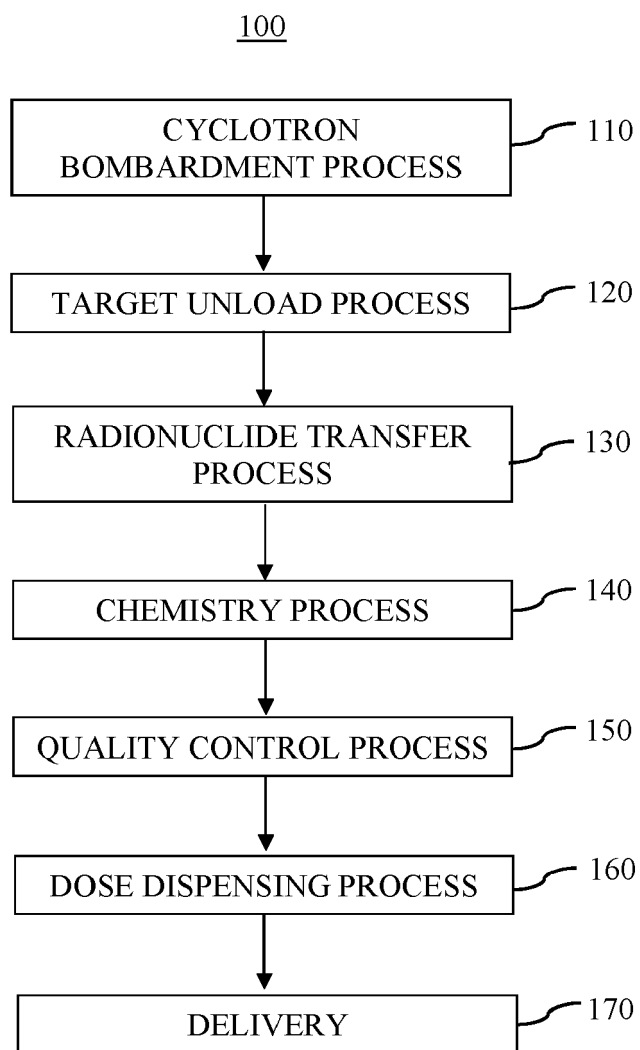 100
CYCLOTRON
BOMBARDMENT PROCESS
110
TARGET UNLOAD PROCESS
120
RADIONUCLIDE TRANSFER
PROCESS
130
CHEMISTRY PROCESS
140
QUALITY CONTROL PROCESS
150
DOSE DISPENSING PROCESS
160
DELIVERY
170